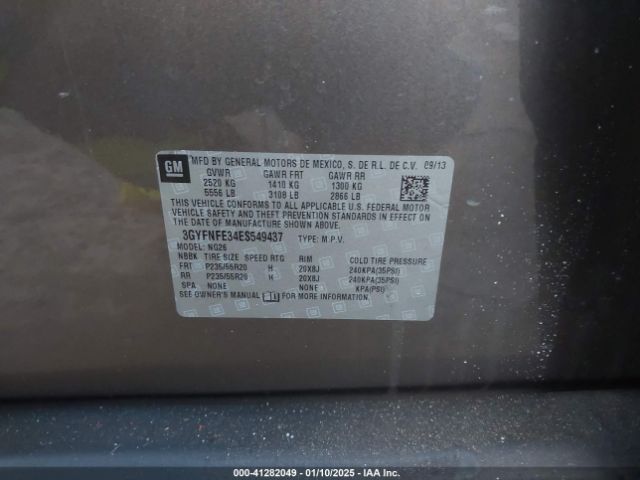 GM
MFD BY GENERAL MOTORS DE MEXICO, S. DE R.L. DE C.V. 09/13
GVWR GAWR FRT GAWR RR
2520 KG 1410 KG 1300 KG
5556 LB 3108 LB 2866 LB
THIS VEHICLE CONFORMS TO ALL APPLICABLE U.S. FEDERAL MOTOR
VEHICLE SAFETY AND THEFT PREVENTION STANDARDS IN EFFECT ON
THE DATE OF MANUFACTURE SHOWN ABOVE.
3GYFNFE34ES549437 TYPE: M.P.V.
MODEL: NG26
NBBK TIRE SIZE SPEED RTG RIM COLD TIRE PRESSURE
FRT P235/55R20 H 20X8J 240KPA(35PSI)
RR P235/55R20 H 20X8J 240KPA(35PSI)
SPA NONE NONE KPA(PSI)
SEE OWNER'S MANUAL FOR MORE INFORMATION.
000-41282049 — 01/10/2025 — IAA Inc.